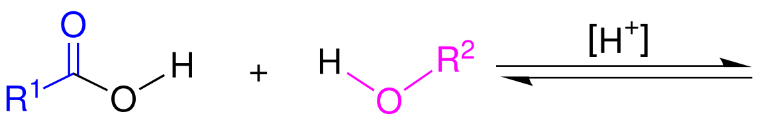 O
[H⁺]
H H R²
+
R¹ O O